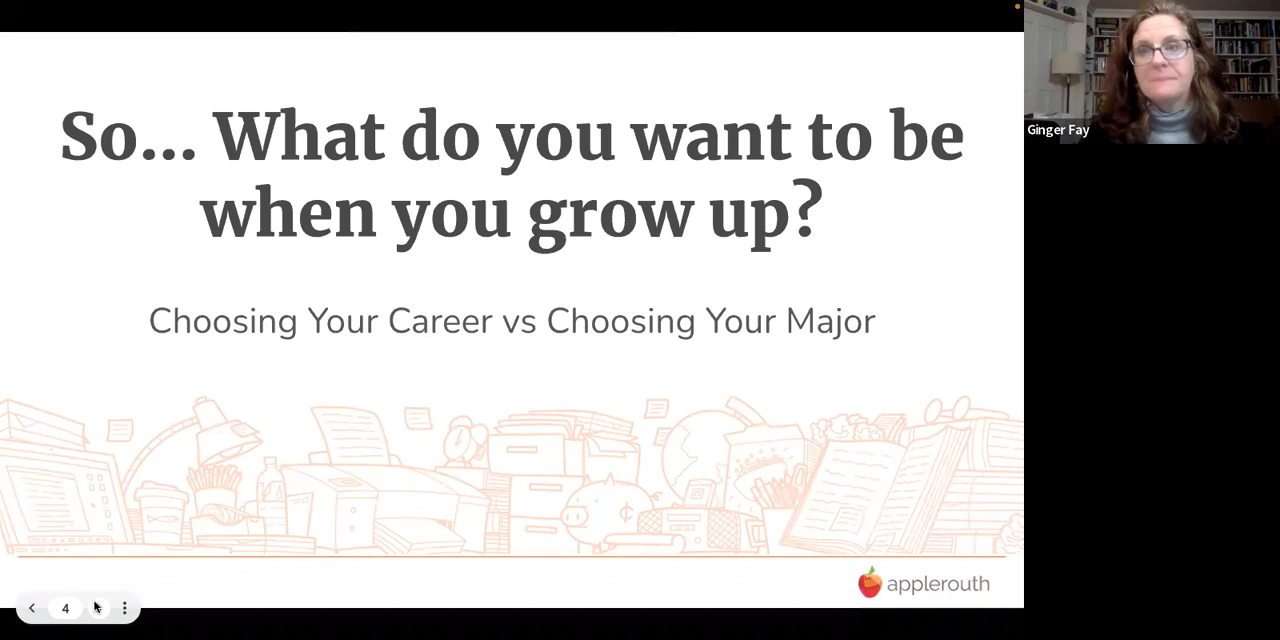 So... What do you want to be
when you grow up?
Choosing Your Career vs Choosing Your Major
applerouth
4
Ginger Fay